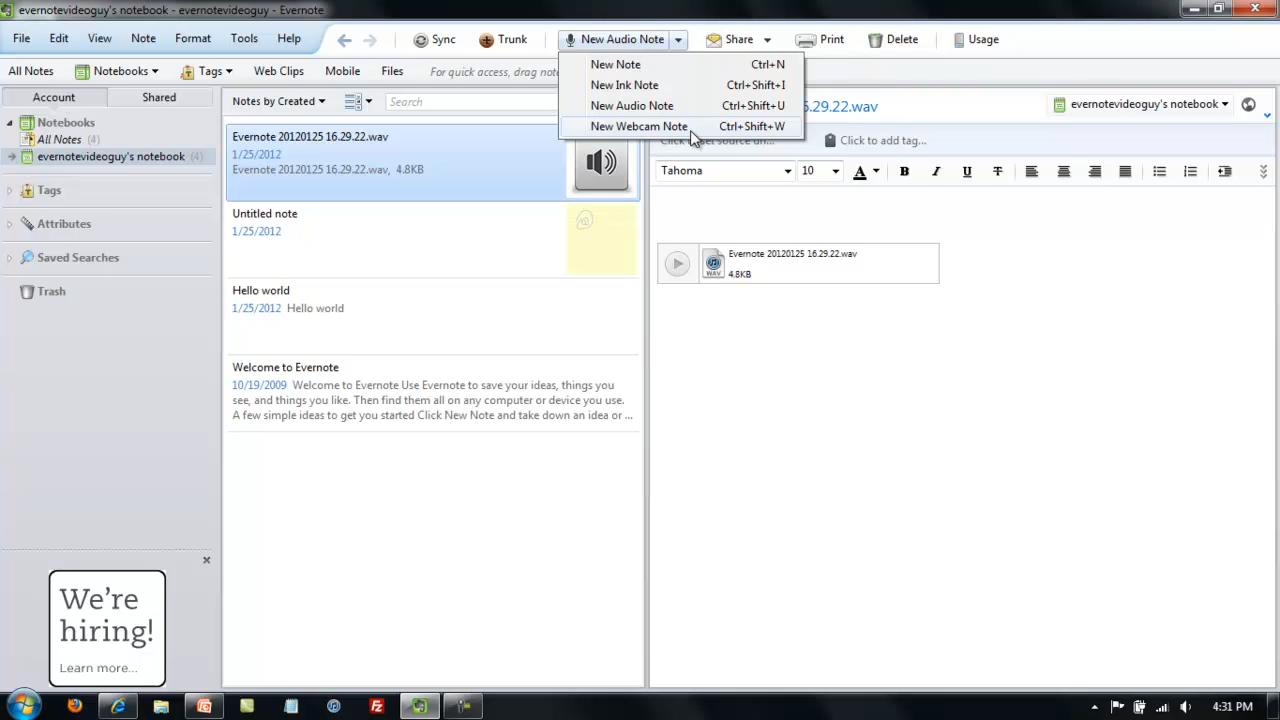 evernotevideoguy's notebook - evernotevideoguy - Evernote
File Edit View Note Format Tools Help
Sync Trunk New Audio Note Share Print Delete Usage
All Notes Notebooks Tags Web Clips Mobile Files For quick access, drag note
New Note Ctrl+N
New Ink Note Ctrl+Shift+I
New Audio Note Ctrl+Shift+U
New Webcam Note Ctrl+Shift+W
Account Shared
Notebooks
All Notes (4)
evernotevideoguy's notebook (4)
Tags
Attributes
Saved Searches
Trash
We're
hiring!
Learn more...
Notes by Created Search
Evernote 20120125 16.29.22.wav
1/25/2012
Evernote 20120125 16.29.22.wav, 4.8KB
Untitled note
1/25/2012
Hello world
1/25/2012 Hello world
Welcome to Evernote
10/19/2009 Welcome to Evernote Use Evernote to save your ideas, things you
see, and things you like. Then find them all on any computer or device you use.
A few simple ideas to get you started Click New Note and take down an idea or ...
.29.22.wav evernotevideoguy's notebook
Click to add tag...
Tahoma 10 A B I U T
WAV
Evernote 20120125 16.29.22.wav
4.8KB
4:31 PM